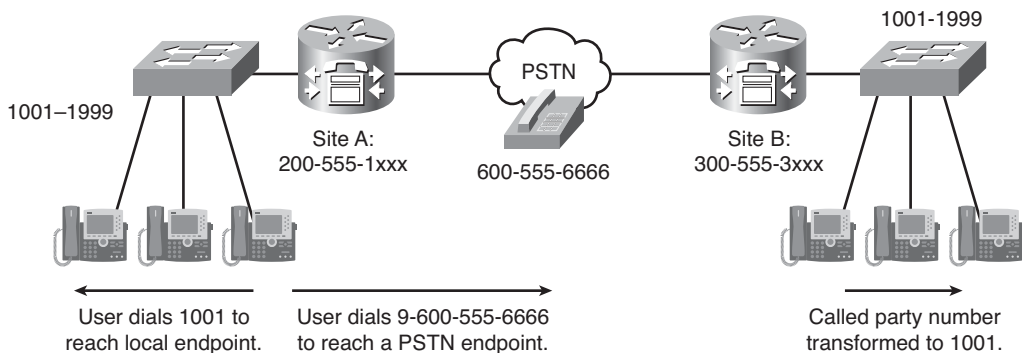 1001-1999
PSTN
1001–1999
Site A:
200-555-1xxx
600-555-6666
Site B:
300-555-3xxx
User dials 1001 to
reach local endpoint.
User dials 9-600-555-6666
to reach a PSTN endpoint.
Called party number
transformed to 1001.